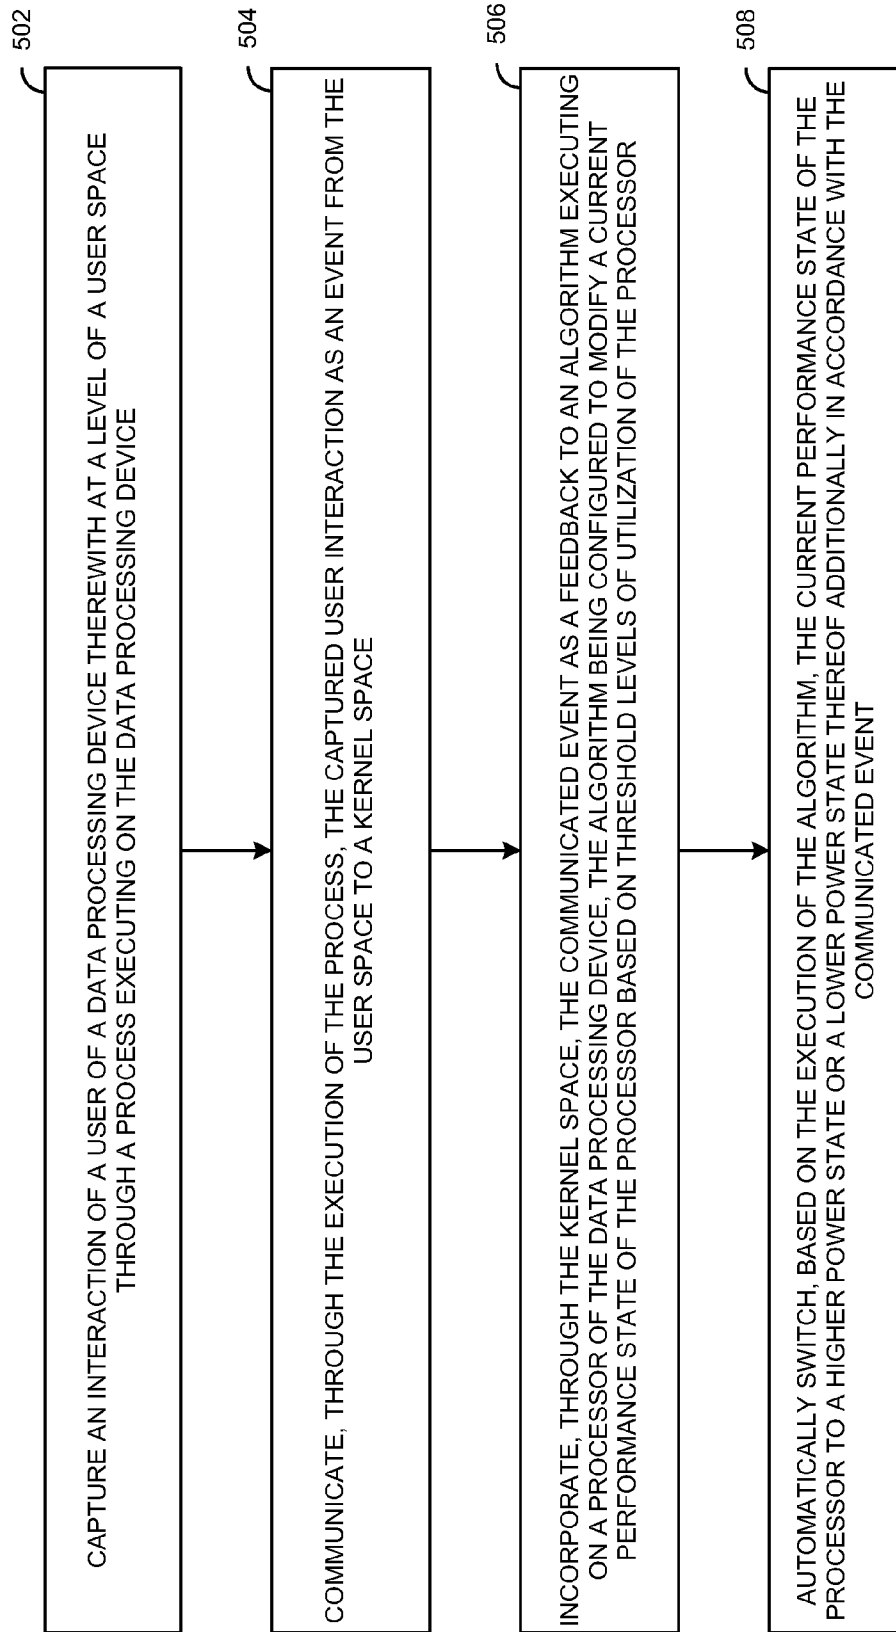 502
CAPTURE AN INTERACTION OF A USER OF A DATA PROCESSING DEVICE THEREWITH AT A LEVEL OF A USER SPACE
THROUGH A PROCESS EXECUTING ON THE DATA PROCESSING DEVICE
504
COMMUNICATE, THROUGH THE EXECUTION OF THE PROCESS, THE CAPTURED USER INTERACTION AS AN EVENT FROM THE
USER SPACE TO A KERNEL SPACE
506
INCORPORATE, THROUGH THE KERNEL SPACE, THE COMMUNICATED EVENT AS A FEEDBACK TO AN ALGORITHM EXECUTING
ON A PROCESSOR OF THE DATA PROCESSING DEVICE, THE ALGORITHM BEING CONFIGURED TO MODIFY A CURRENT
PERFORMANCE STATE OF THE PROCESSOR BASED ON THRESHOLD LEVELS OF UTILIZATION OF THE PROCESSOR
508
AUTOMATICALLY SWITCH, BASED ON THE EXECUTION OF THE ALGORITHM, THE CURRENT PERFORMANCE STATE OF THE
PROCESSOR TO A HIGHER POWER STATE OR A LOWER POWER STATE THEREOF ADDITIONALLY IN ACCORDANCE WITH THE
COMMUNICATED EVENT